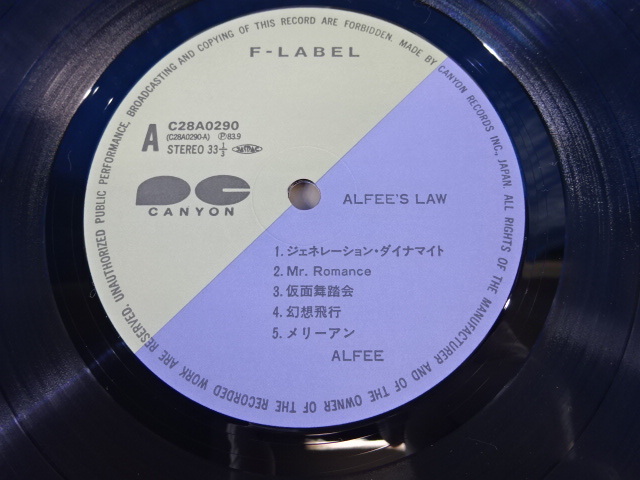 UNAUTHORIZED PUBLIC PERFORMANCE, BROADCASTING AND COPYING OF THIS RECORD ARE FORBIDDEN. MADE BY CANYON RECORDS INC., JAPAN. ALL RIGHTS OF THE MANUFACTURER AND OF THE OWNER OF THE RECORDED WORK ARE RESERVED.
F-LABEL
A
C28A0290
(C28A0290-A) Ⓟ83.9
STEREO 33 1/3
CANYON
ALFEE'S LAW
1. ジェネレーション・ダイナマイト
2. Mr. Romance
3. 仮面舞踏会
4. 幻想飛行
5. メリーアン
ALFEE